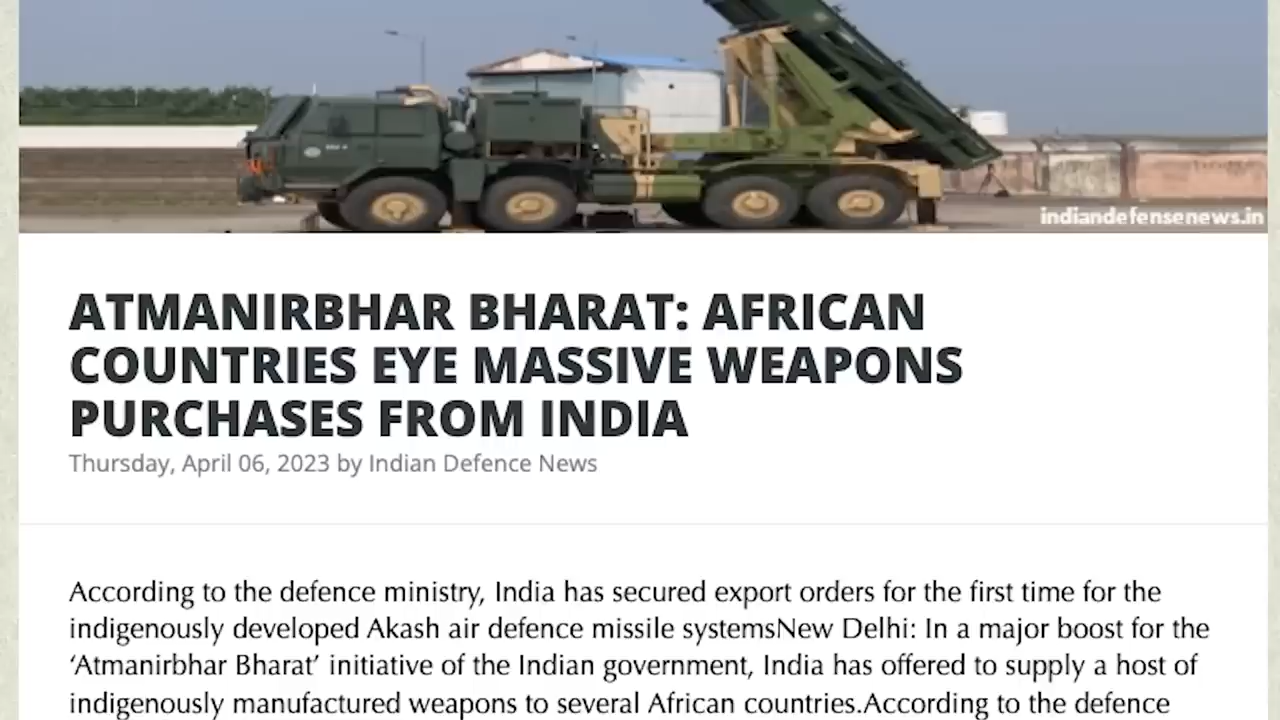 indiandefensenews.in
ATMANIRBHAR BHARAT: AFRICAN
COUNTRIES EYE MASSIVE WEAPONS
PURCHASES FROM INDIA
Thursday, April 06, 2023 by Indian Defence News
According to the defence ministry, India has secured export orders for the first time for the
indigenously developed Akash air defence missile systemsNew Delhi: In a major boost for the
‘Atmanirbhar Bharat’ initiative of the Indian government, India has offered to supply a host of
indigenously manufactured weapons to several African countries.According to the defence